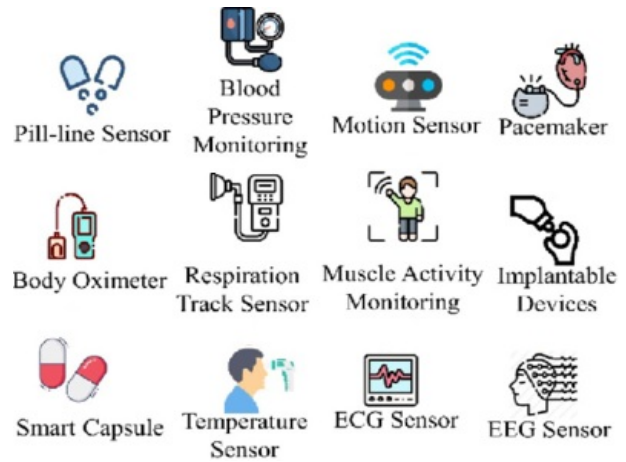 Pill-line Sensor
Blood
Pressure
Monitoring
Motion Sensor
Pacemaker
Body Oximeter
Respiration
Track Sensor
Muscle Activity
Monitoring
Implantable
Devices
Smart Capsule
Temperature
Sensor
ECG Sensor
EEG Sensor